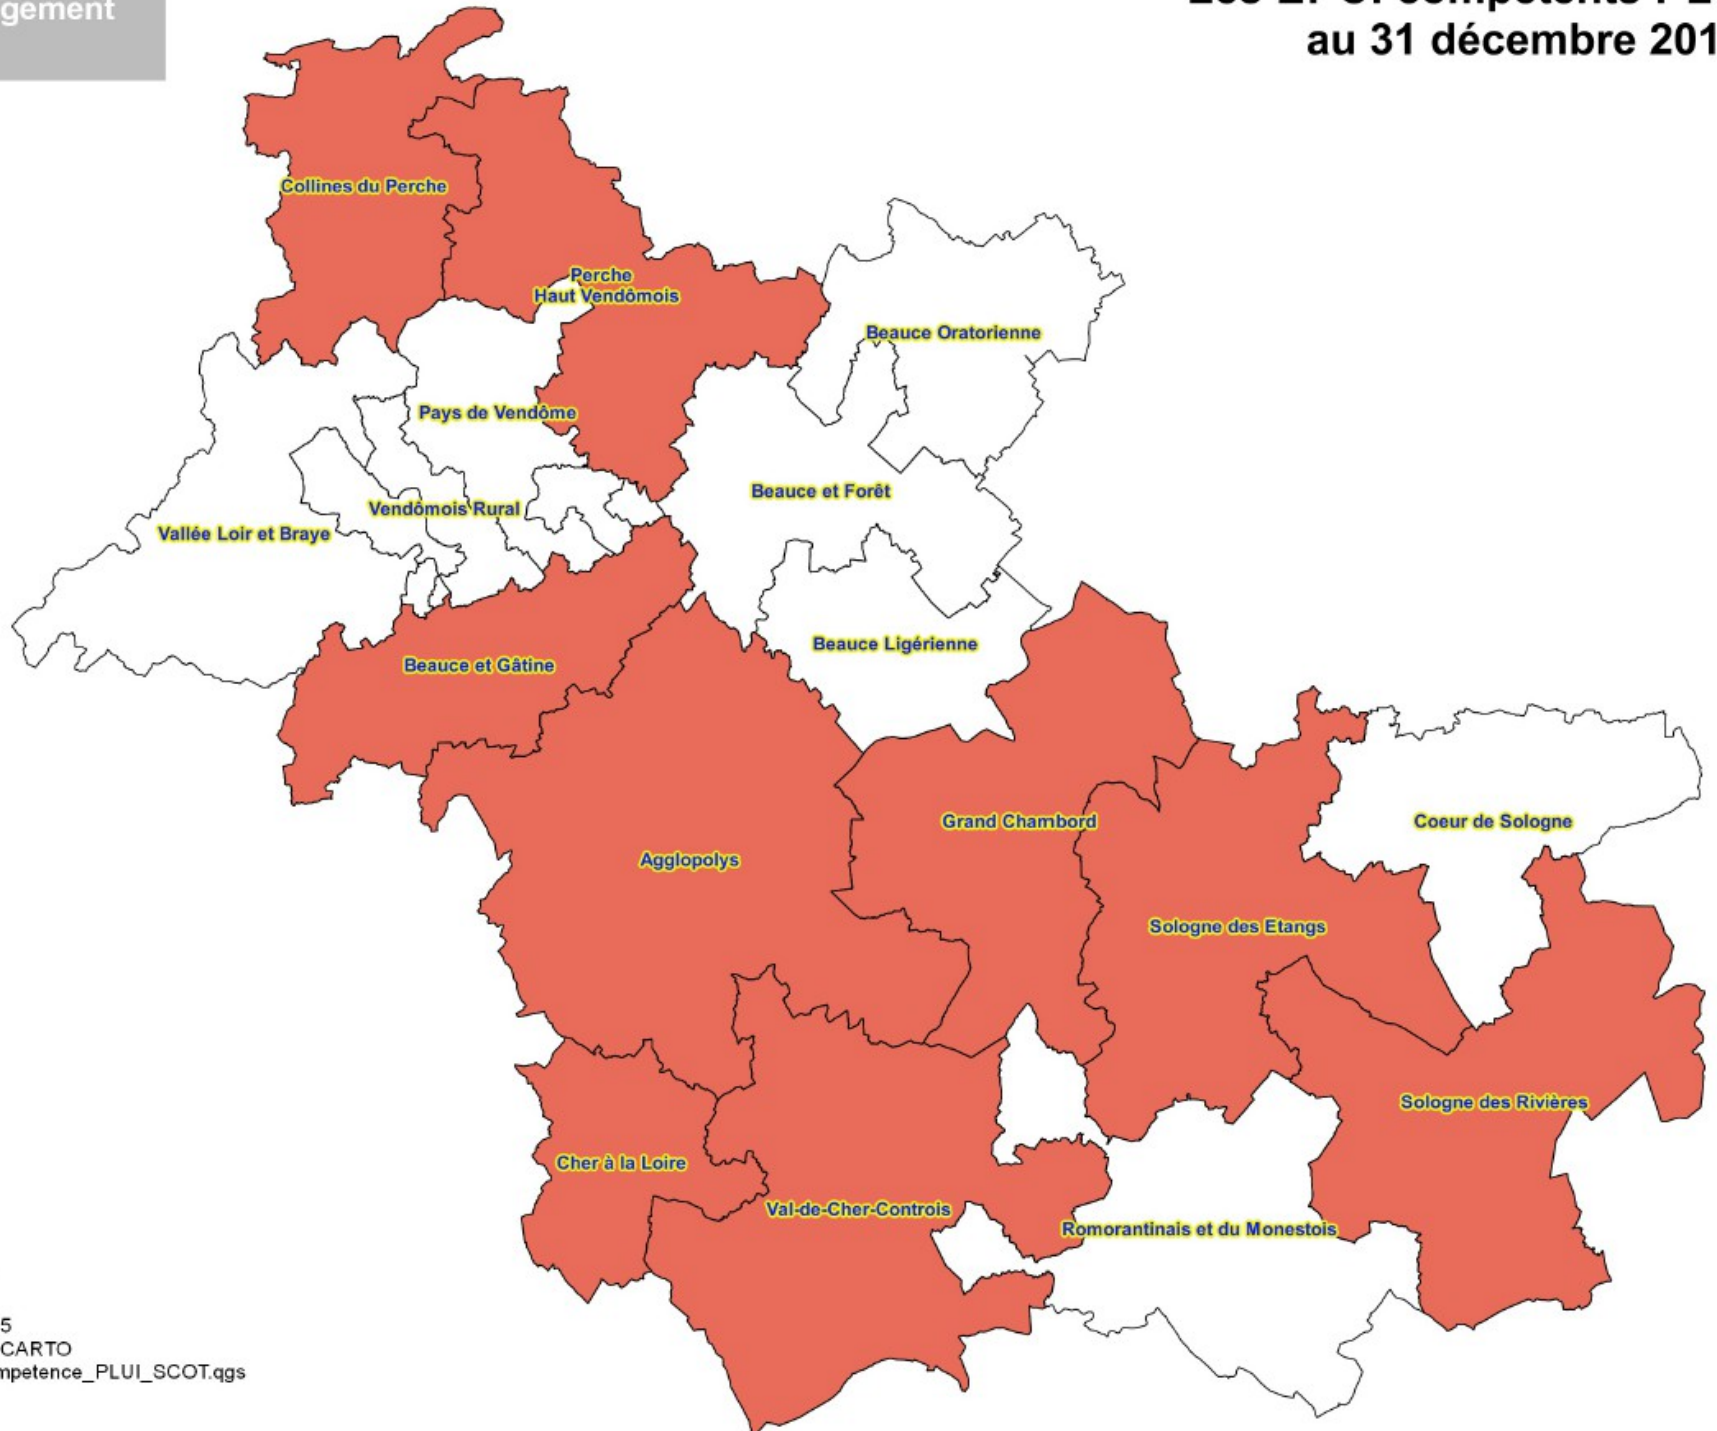 gement
au 31 décembre 201
Collines du Perche
Perche
Haut Vendômois
Beauce Oratorienne
Pays de Vendôme
Beauce et Forêt
Vendômois Rural
Vallée Loir et Braye
Beauce Ligérienne
Beauce et Gâtine
Grand Chambord
Coeur de Sologne
Agglopolys
Sologne des Etangs
Sologne des Rivières
Cher à la Loire
Val-de-Cher-Controis
Romorantinais et du Monestois
5
CARTO
mpetence_PLUI_SCOT.qgs